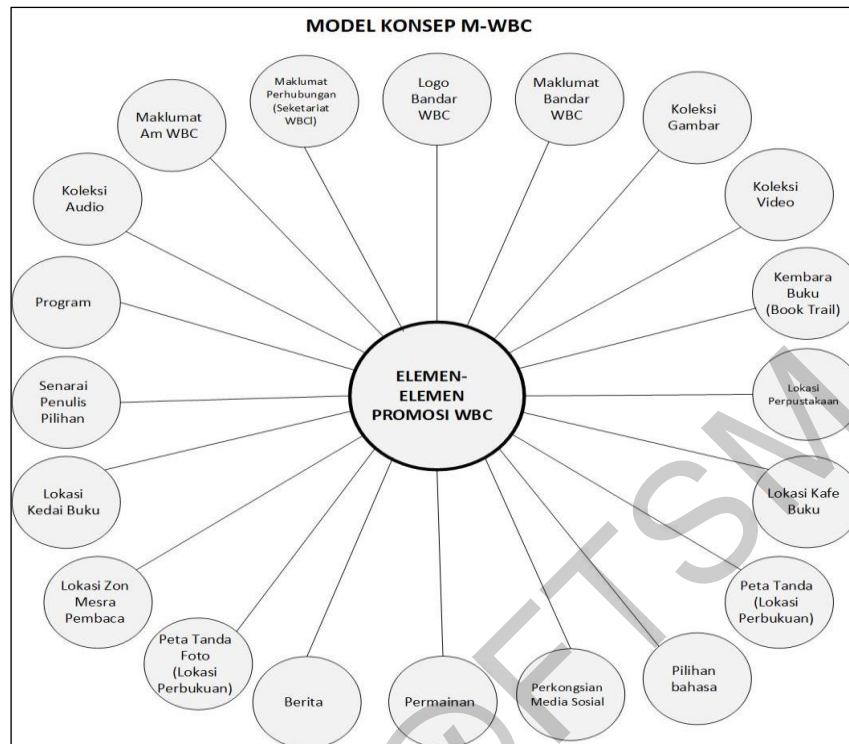 MODEL KONSEP M-WBC
Maklumat
Perhubungan
(Seketariat
WBCI)
Logo
Bandar
WBC
Maklumat
Bandar
WBC
Koleksi
Gambar
Koleksi
Video
Kembara
Buku
(Book Trail)
Lokasi
Perpustakaan
Lokasi Kafe
Buku
Peta Tanda
(Lokasi
Perbukuan)
Pilihan
bahasa
Perkongsian
Media Sosial
Permainan
Berita
Peta Tanda
Foto
(Lokasi
Perbukuan)
Lokasi Zon
Mesra
Pembaca
Lokasi
Kedai Buku
Senarai
Penulis
Pilihan
Program
Koleksi
Audio
Maklumat
Am WBC
ELEMEN-
ELEMEN
PROMOSI WBC
@FTSM